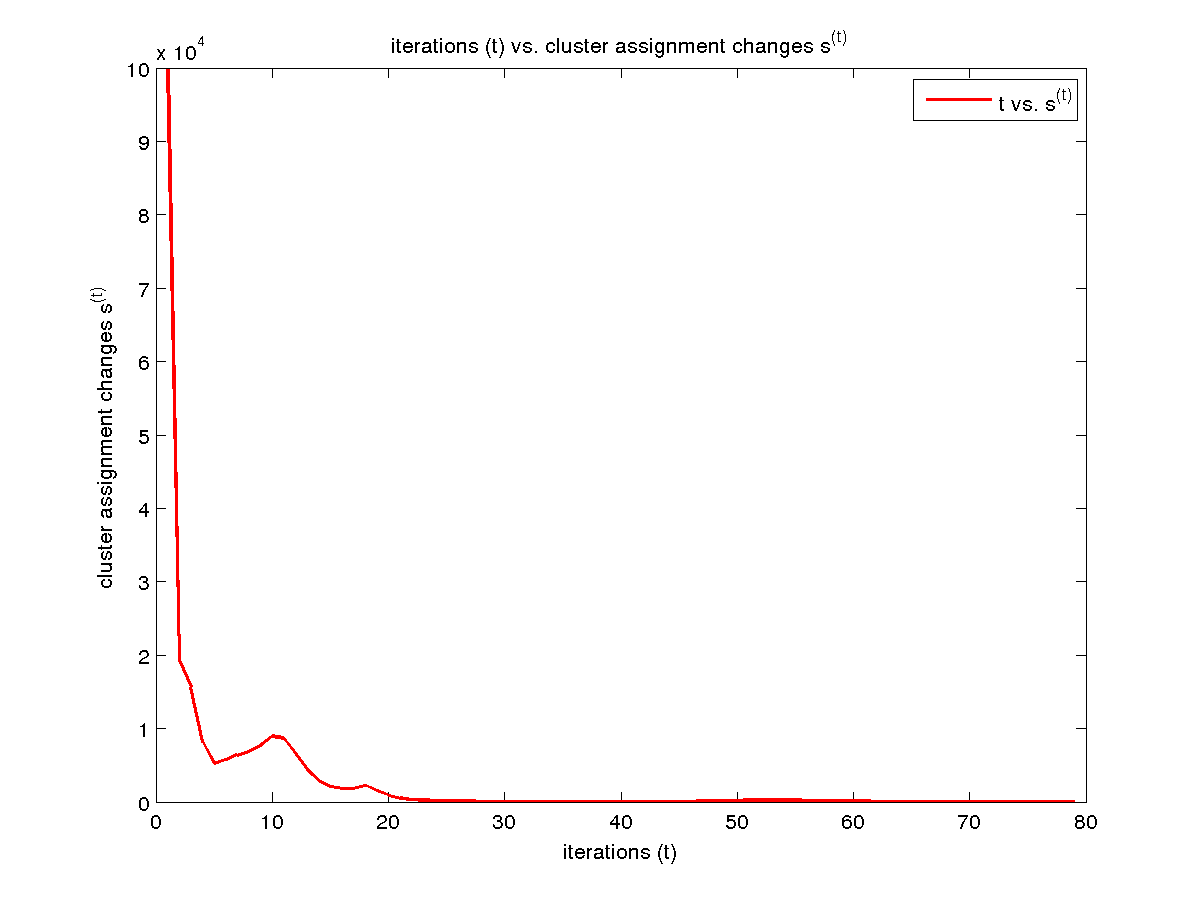 iterations (t) vs. cluster assignment changes s^(t)
x 10^4
t vs. s^(t)
10
9
8
7
6
5
4
3
2
1
0
cluster assignment changes s^(t)
0 10 20 30 40 50 60 70 80
iterations (t)